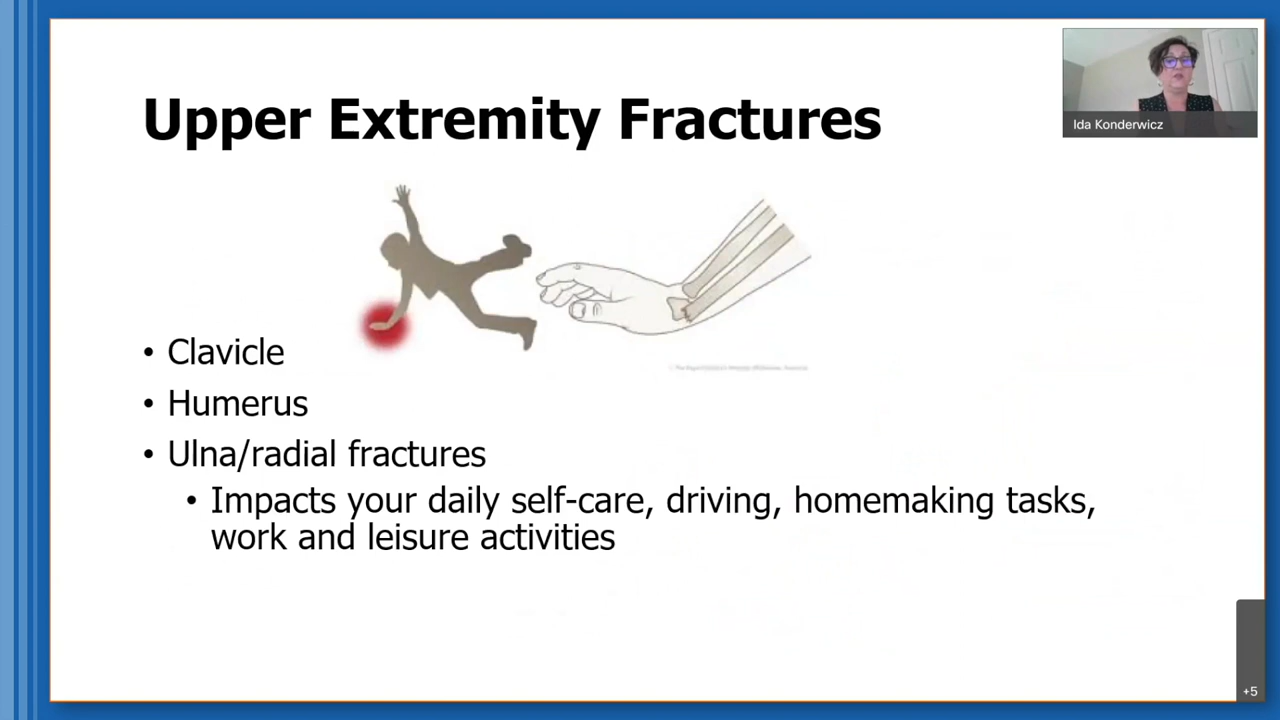 Ida Konderwicz
Upper Extremity Fractures
• Clavicle
• Humerus
• Ulna/radial fractures
• Impacts your daily self-care, driving, homemaking tasks,
work and leisure activities
+5